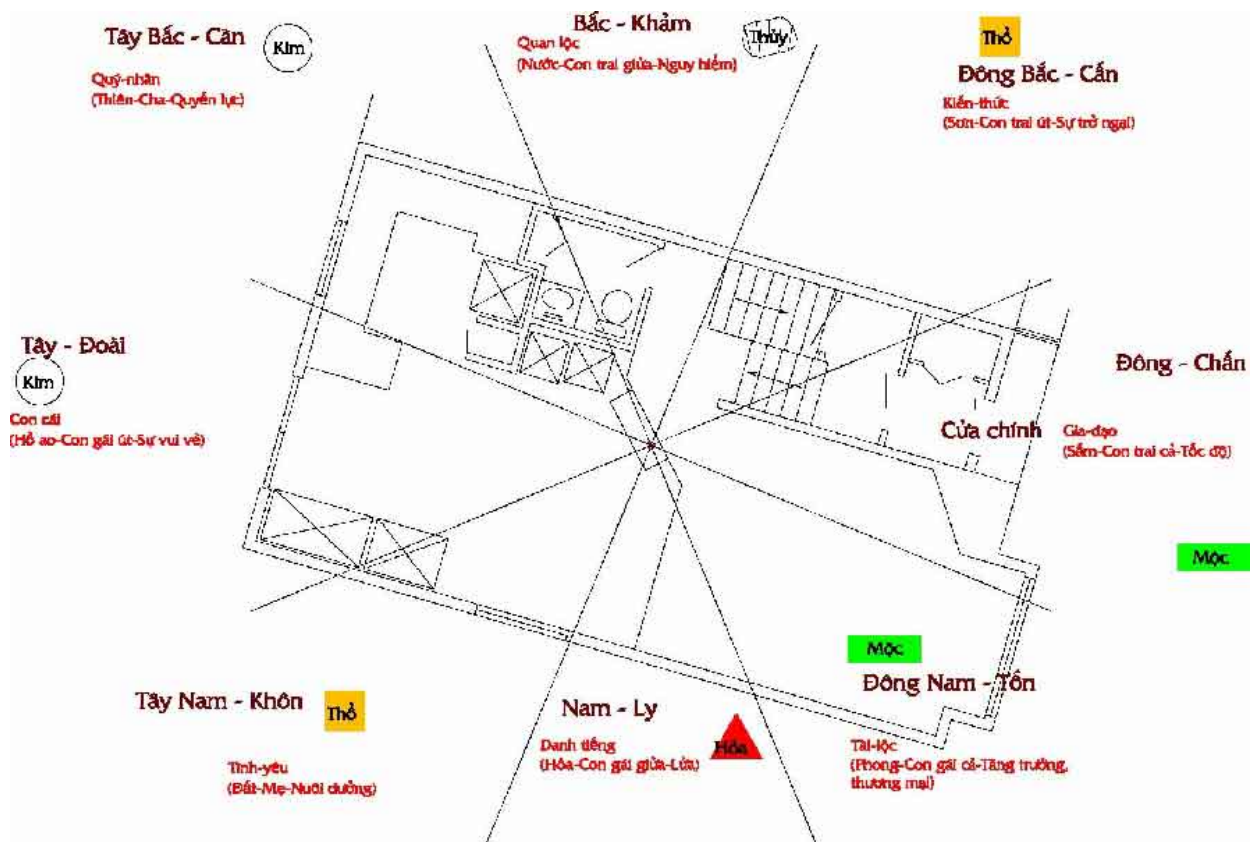 Tây Bắc - Càn
Kim
Quý-nhân
(Thiên-Cha-Quyền lực)
Bắc - Khảm
Quan lộc
(Nước-Con trai giữa-Nguy hiểm)
Thủy
Thổ
Đông Bắc - Cấn
Kiến-thức
(Sơn-Con trai út-Sự trở ngại)
Tây - Đoài
Kim
Con cái
(Hồ ao-Con gái út-Sự vui vẻ)
Đông - Chấn
Cửa chính
Gia-đạo
(Sấm-Con trai cả-Tốc độ)
Mộc
Mộc
Đông Nam - Tốn
Tài-lộc
(Phong-Con gái cả-Tăng trưởng,
thương mại)
Tây Nam - Khôn
Thổ
Tình-yêu
(Đất-Mẹ-Nuôi dưỡng)
Nam - Ly
Danh tiếng
(Hỏa-Con gái giữa-Lửa)
Hỏa